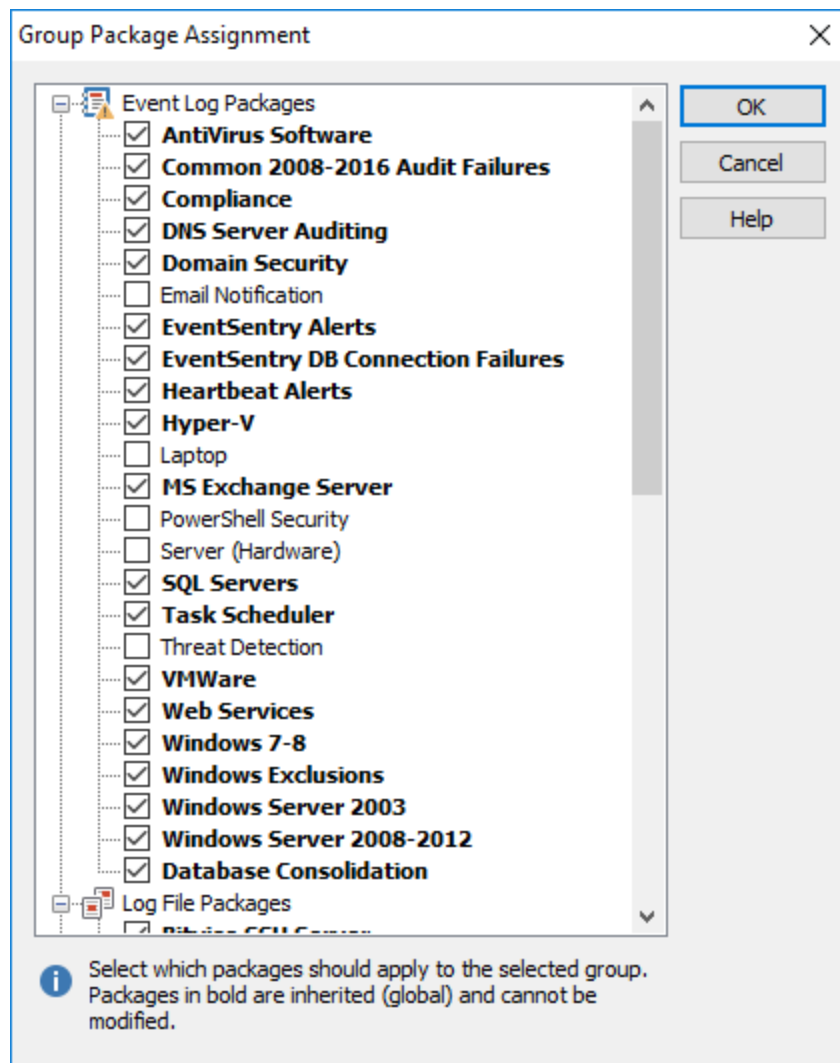 Group Package Assignment
Event Log Packages
AntiVirus Software
Common 2008-2016 Audit Failures
Compliance
DNS Server Auditing
Domain Security
Email Notification
EventSentry Alerts
EventSentry DB Connection Failures
Heartbeat Alerts
Hyper-V
Laptop
MS Exchange Server
PowerShell Security
Server (Hardware)
SQL Servers
Task Scheduler
Threat Detection
VMWare
Web Services
Windows 7-8
Windows Exclusions
Windows Server 2003
Windows Server 2008-2012
Database Consolidation
Log File Packages
Bitvise SSH Server
OK
Cancel
Help
Select which packages should apply to the selected group.
Packages in bold are inherited (global) and cannot be
modified.